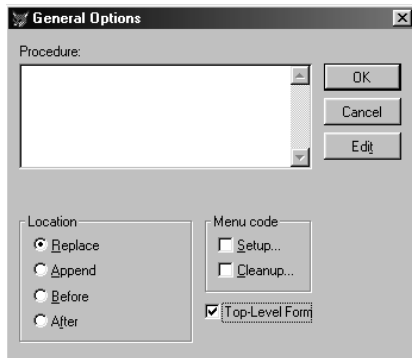 General Options
Procedure:
OK
Cancel
Edit
Location
Replace
Append
Before
After
Menu code
Setup...
Cleanup...
Top-Level Form